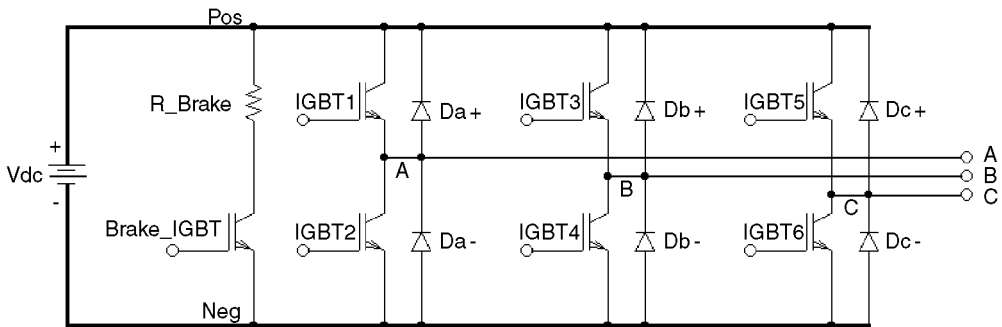 Pos
R_Brake
IGBT1
Da+
IGBT3
Db+
IGBT5
Dc+
+
Vdc
-
A
B
C
A
B
C
Brake_IGBT
IGBT2
Da-
IGBT4
Db-
IGBT6
Dc-
Neg